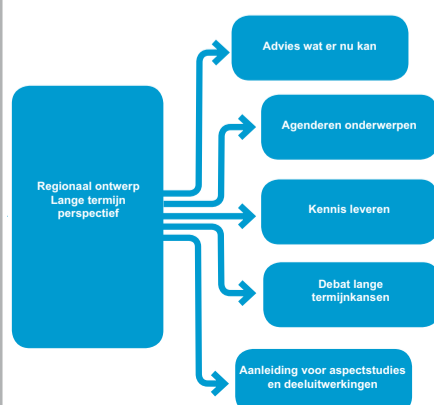 Advies wat er nu kan
Agenderen onderwerpen
Regionaal ontwerp
Lange termijn
perspectief
Kennis leveren
Debat lange
termijnkansen
Aanleiding voor aspectstudies
en deeluitwerkingen